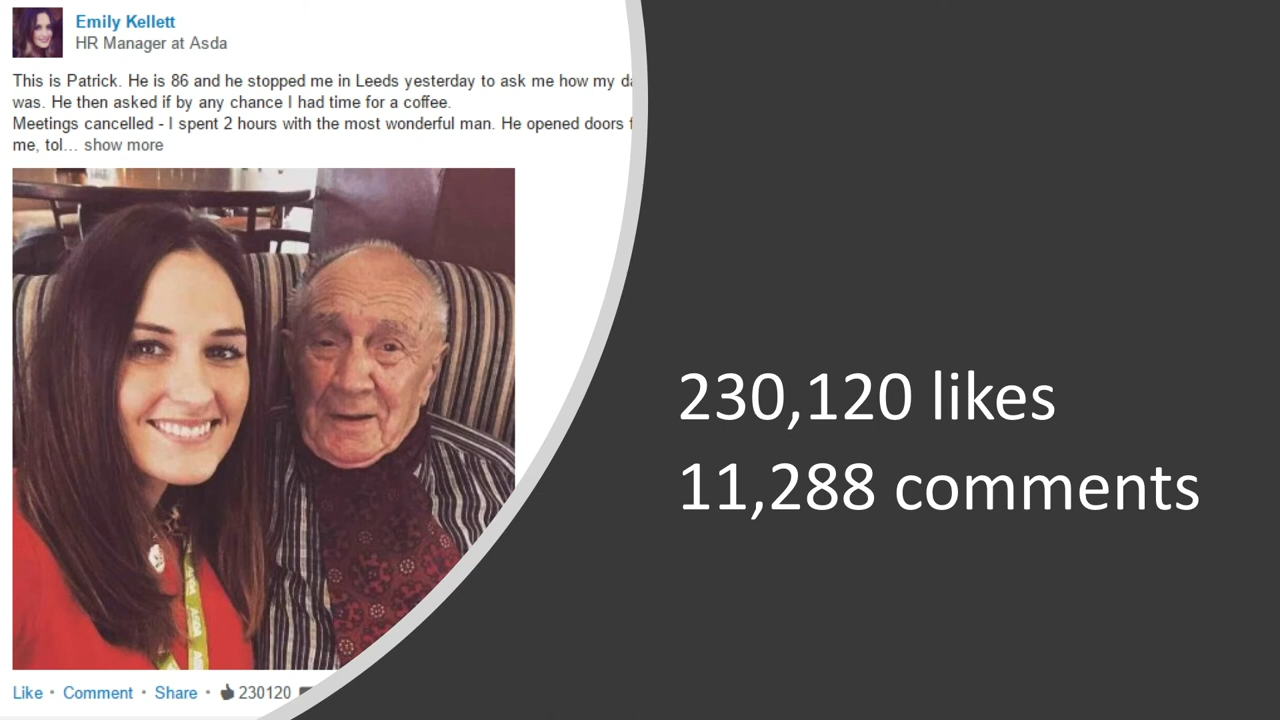 Emily Kellett
HR Manager at Asda
This is Patrick. He is 86 and he stopped me in Leeds yesterday to ask me how my
was. He then asked if by any chance I had time for a coffee.
Meetings cancelled - I spent 2 hours with the most wonderful man. He opened doors
me, tol... show more
ASDA
ASDA
Like • Comment • Share • 230120
230,120 likes
11,288 comments